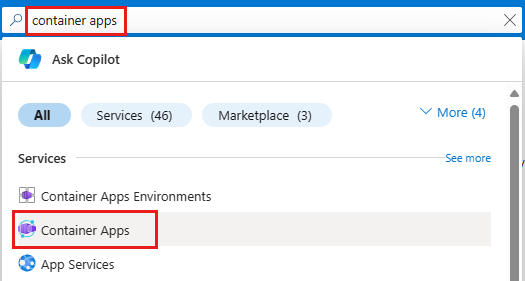 container apps
Ask Copilot
All Services (46) Marketplace (3) More (4)
Services See more
Container Apps Environments
Container Apps
App Services